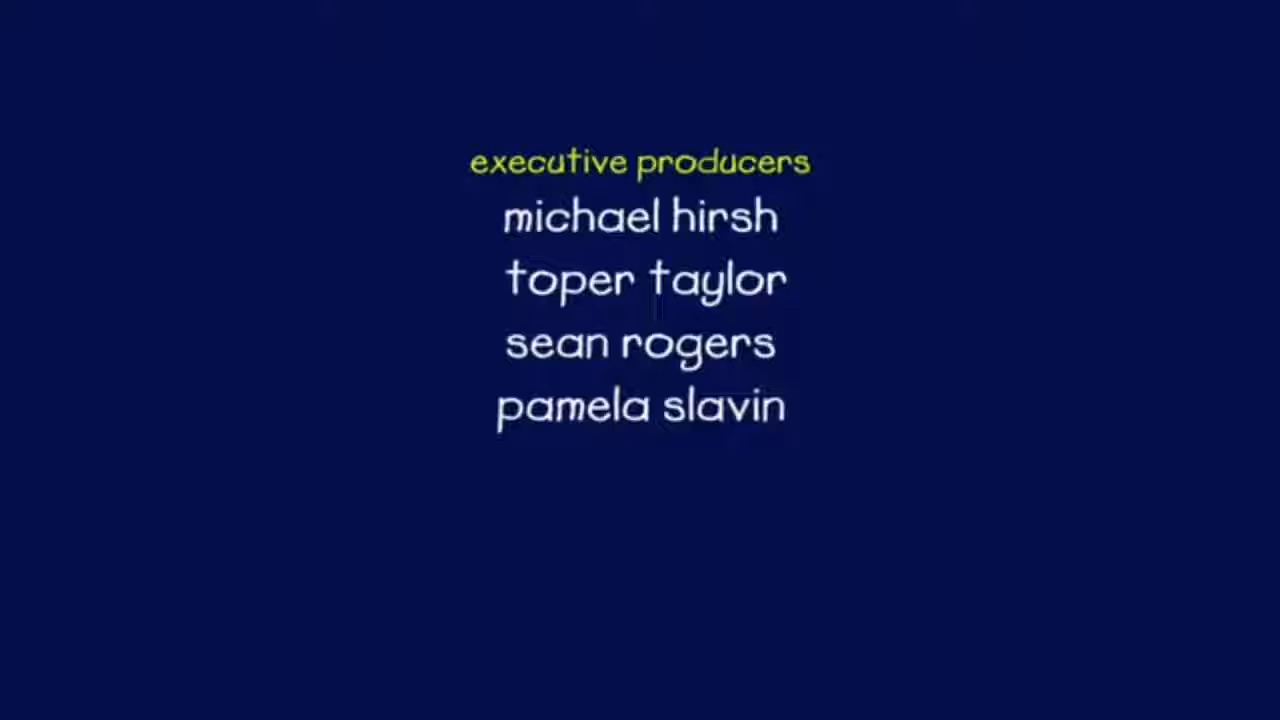 executive producers
michael hirsh
toper taylor
sean rogers
pamela slavin